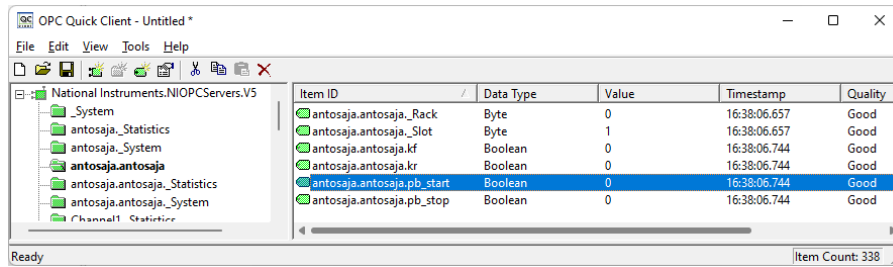 OPC Quick Client - Untitled *
File Edit View Tools Help
National Instruments.NIOPCServers.V5
_System
antosaja._Statistics
antosaja._System
antosaja.antosaja
antosaja.antosaja._Statistics
antosaja.antosaja._System
Channel1._Statistics
Item ID / Data Type Value Timestamp Quality
antosaja.antosaja._Rack Byte 0 16:38:06.657 Good
antosaja.antosaja._Slot Byte 1 16:38:06.657 Good
antosaja.antosaja.kf Boolean 0 16:38:06.744 Good
antosaja.antosaja.kr Boolean 0 16:38:06.744 Good
antosaja.antosaja.pb_start Boolean 0 16:38:06.744 Good
antosaja.antosaja.pb_stop Boolean 0 16:38:06.744 Good
Ready Item Count: 338